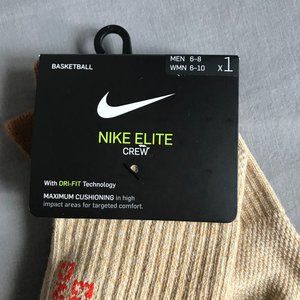 BASKETBALL
MEN 6-8
WMN 6-10
x1
NIKE ELITE
CREW
With DRI-FIT Technology
MAXIMUM CUSHIONING in high
impact areas for targeted comfort.